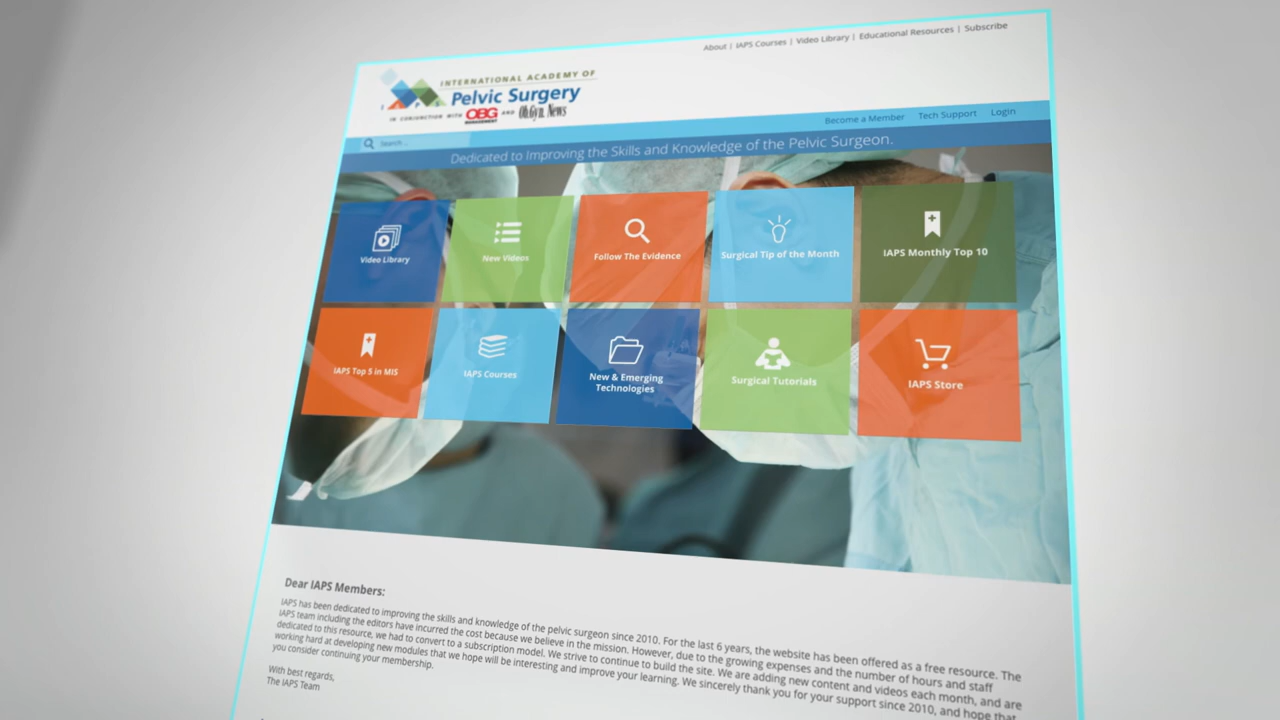 About | IAPS Courses | Video Library | Educational Resources | Subscribe
INTERNATIONAL ACADEMY OF
Pelvic Surgery
IN CONJUNCTION WITH OBG MANAGEMENT AND Ob.Gyn. News
I A P S
Become a Member Tech Support Login
Search...
Dedicated to Improving the Skills and Knowledge of the Pelvic Surgeon.
Video Library
New Videos
Follow The Evidence
Surgical Tip of the Month
IAPS Monthly Top 10
IAPS Top 5 in MIS
IAPS Courses
New & Emerging
Technologies
Surgical Tutorials
IAPS Store
Dear IAPS Members:
IAPS has been dedicated to improving the skills and knowledge of the pelvic surgeon since 2010. For the last 6 years, the website has been offered as a free resource. The
IAPS team including the editors have incurred the cost because we believe in the mission. However, due to the growing expenses and the number of hours and staff
dedicated to this resource, we had to convert to a subscription model. We strive to continue to build the site. We are adding new content and videos each month, and are
working hard at developing new modules that we hope will be interesting and improve your learning. We sincerely thank you for your support since 2010, and hope that
you consider continuing your membership.
With best regards,
The IAPS Team